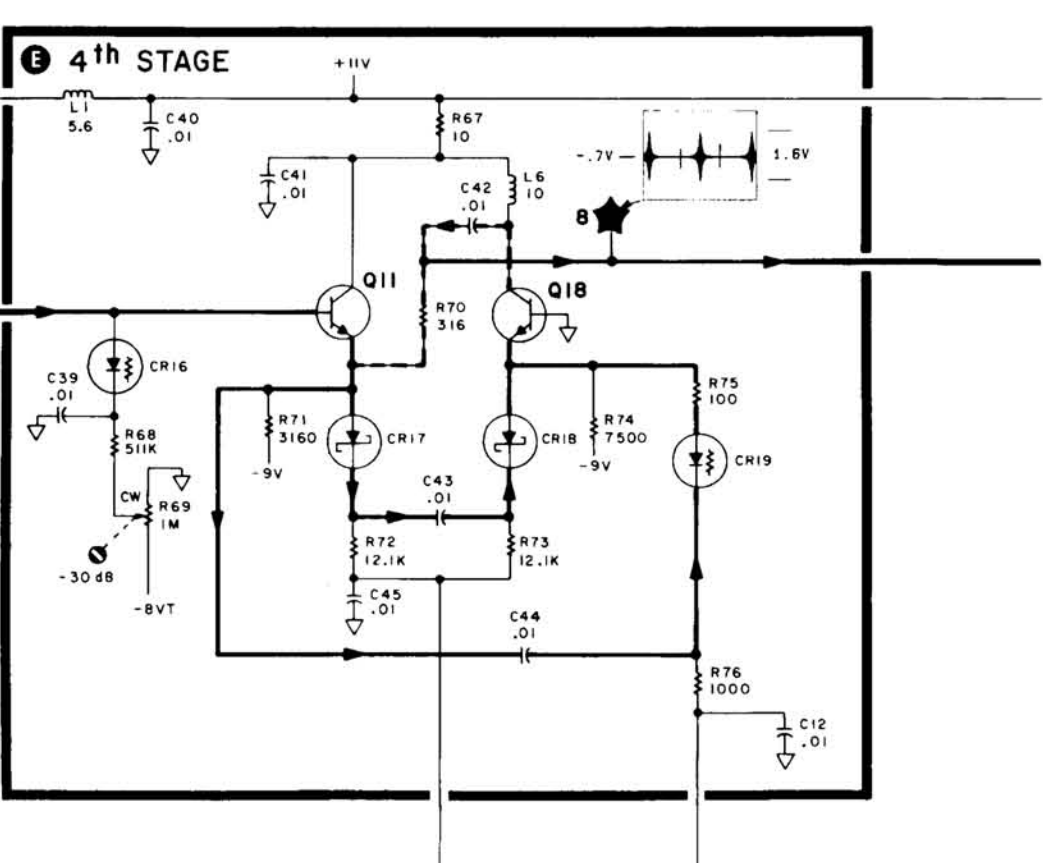 E 4th STAGE
+11V
L1
5.6
C40
.01
R67
10
-.7V
1.6V
C41
.01
C42
.01
L6
10
8
Q11
Q18
R70
316
CR16
C39
.01
R68
511K
R71
3160
-9V
CR17
CR18
R74
7500
-9V
R75
100
CR19
C43
.01
CW
R69
1M
-30 dB
-8VT
R72
12.1K
R73
12.1K
C45
.01
C44
.01
R76
1000
C12
.01